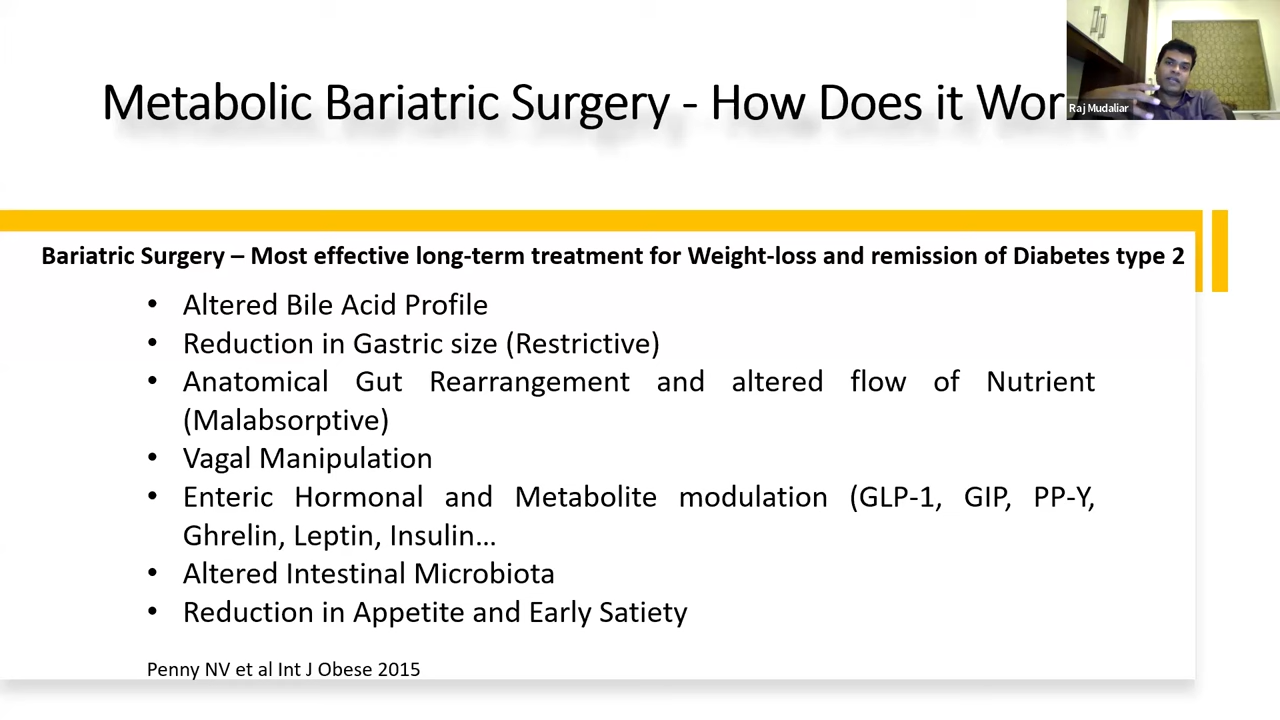 Metabolic Bariatric Surgery - How Does it Wor
Raj Mudaliar
Bariatric Surgery – Most effective long-term treatment for Weight-loss and remission of Diabetes type 2
• Altered Bile Acid Profile
• Reduction in Gastric size (Restrictive)
• Anatomical Gut Rearrangement and altered flow of Nutrient
(Malabsorptive)
• Vagal Manipulation
• Enteric Hormonal and Metabolite modulation (GLP-1, GIP, PP-Y,
Ghrelin, Leptin, Insulin…
• Altered Intestinal Microbiota
• Reduction in Appetite and Early Satiety
Penny NV et al Int J Obese 2015